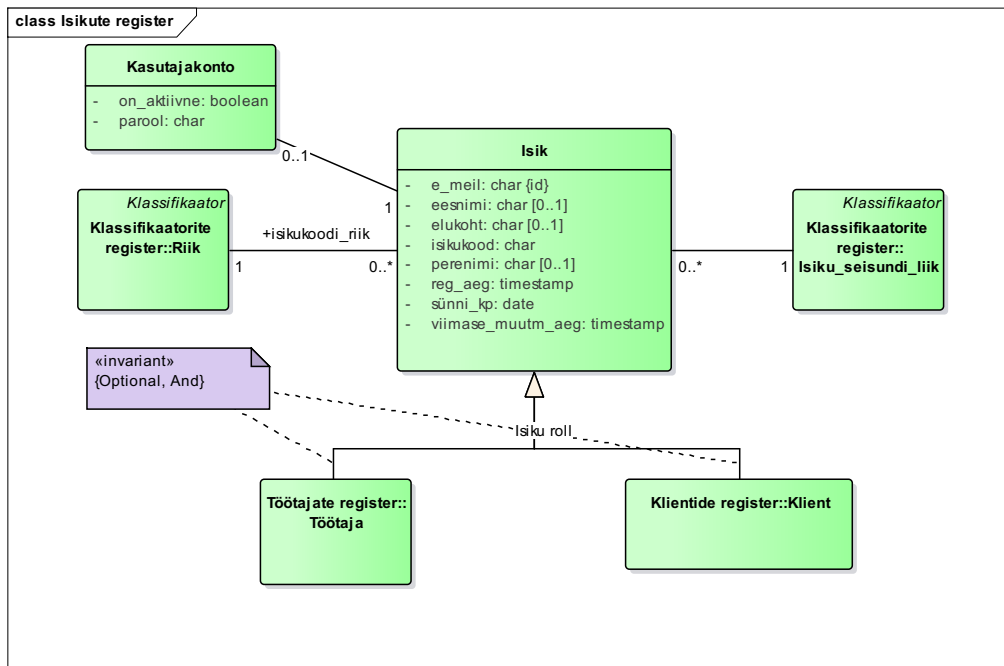 class Isikute register
Kasutajakonto
- on_aktiivne: boolean
- parool: char
0..1
1
Isik
- e_meil: char {id}
- eesnimi: char [0..1]
- elukoht: char [0..1]
- isikukood: char
- perenimi: char [0..1]
- reg_aeg: timestamp
- sünni_kp: date
- viimase_muutm_aeg: timestamp
Klassifikaator
Klassifikaatorite
register::Riik
+isikukoodi_riik
1
0..*
Klassifikaator
Klassifikaatorite
register::
Isiku_seisundi_liik
0..*
1
«invariant»
{Optional, And}
Isiku roll
Töötajate register::
Töötaja
Klientide register::Klient